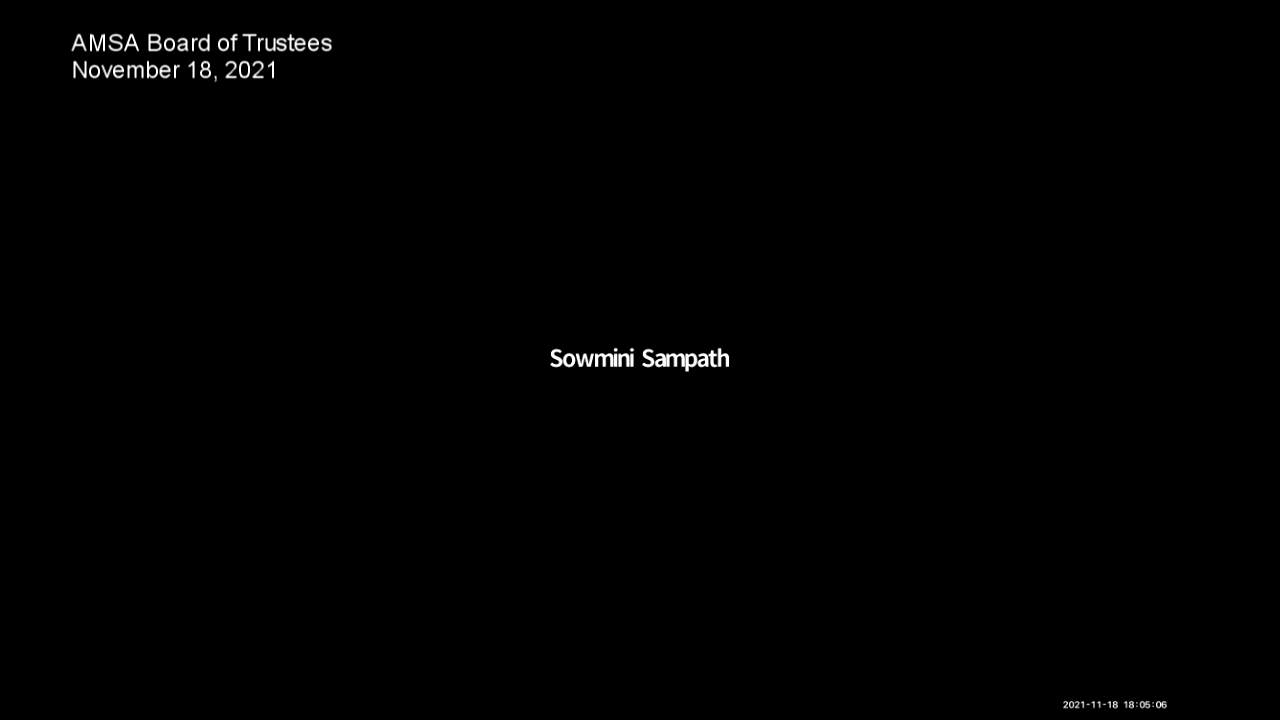 AMSA Board of Trustees
November 18, 2021
Sowmini Sampath
2021-11-18 18:05:06